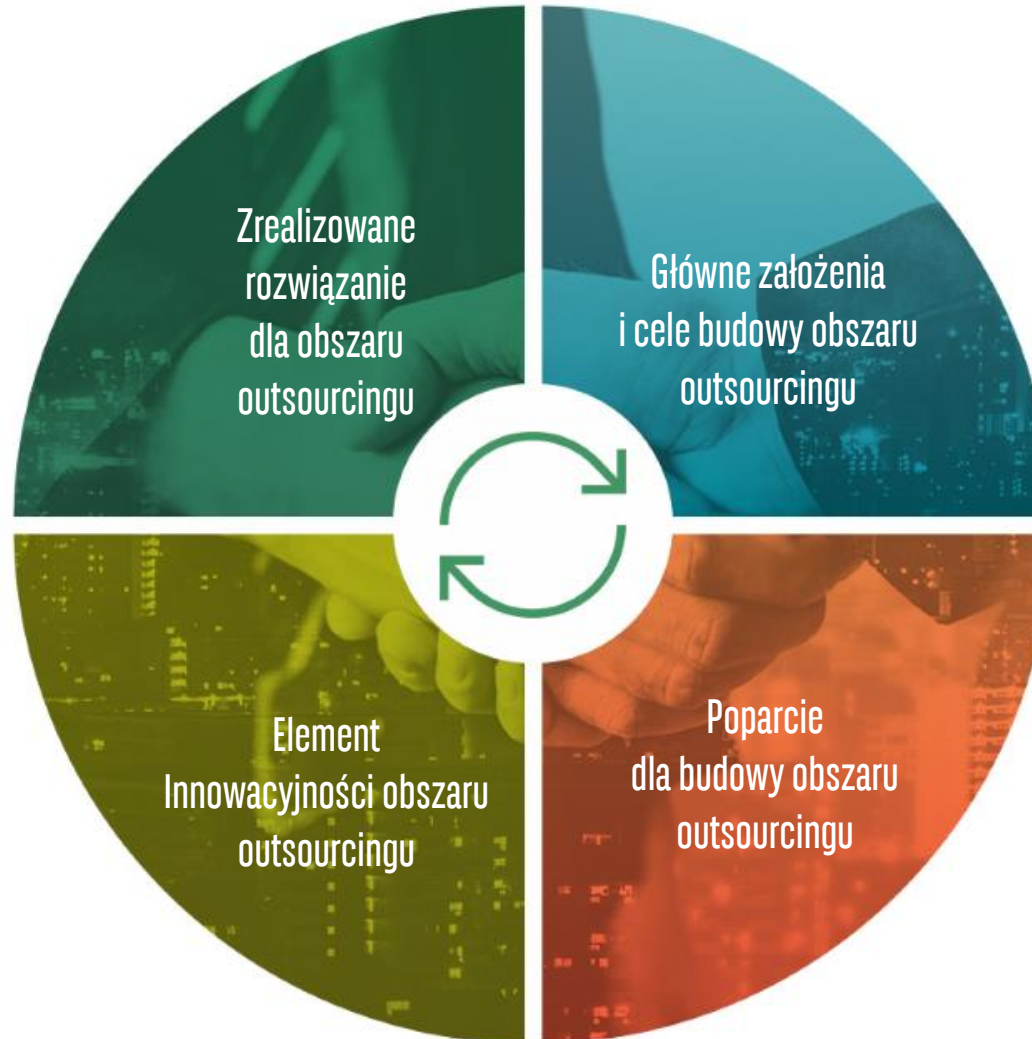 Zrealizowane
rozwiązanie
dla obszaru
outsourcingu
Główne założenia
i cele budowy obszaru
outsourcingu
Element
Innowacyjności obszaru
outsourcingu
Poparcie
dla budowy obszaru
outsourcingu